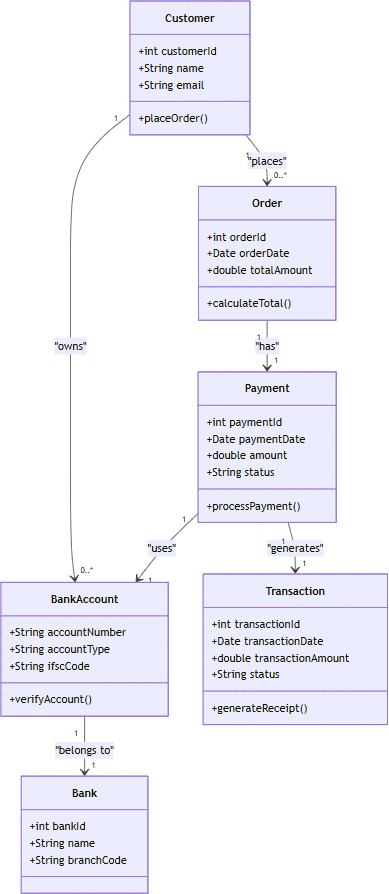 Customer
+int customerId
+String name
+String email
+placeOrder()
1
1
"places"
0..*
Order
+int orderId
+Date orderDate
+double totalAmount
+calculateTotal()
1
"has"
1
"owns"
Payment
+int paymentId
+Date paymentDate
+double amount
+String status
+processPayment()
1
"uses"
1
1
"generates"
1
0..*
BankAccount
+String accountNumber
+String accountType
+String ifscCode
+verifyAccount()
Transaction
+int transactionId
+Date transactionDate
+double transactionAmount
+String status
+generateReceipt()
1
"belongs to"
1
Bank
+int bankId
+String name
+String branchCode